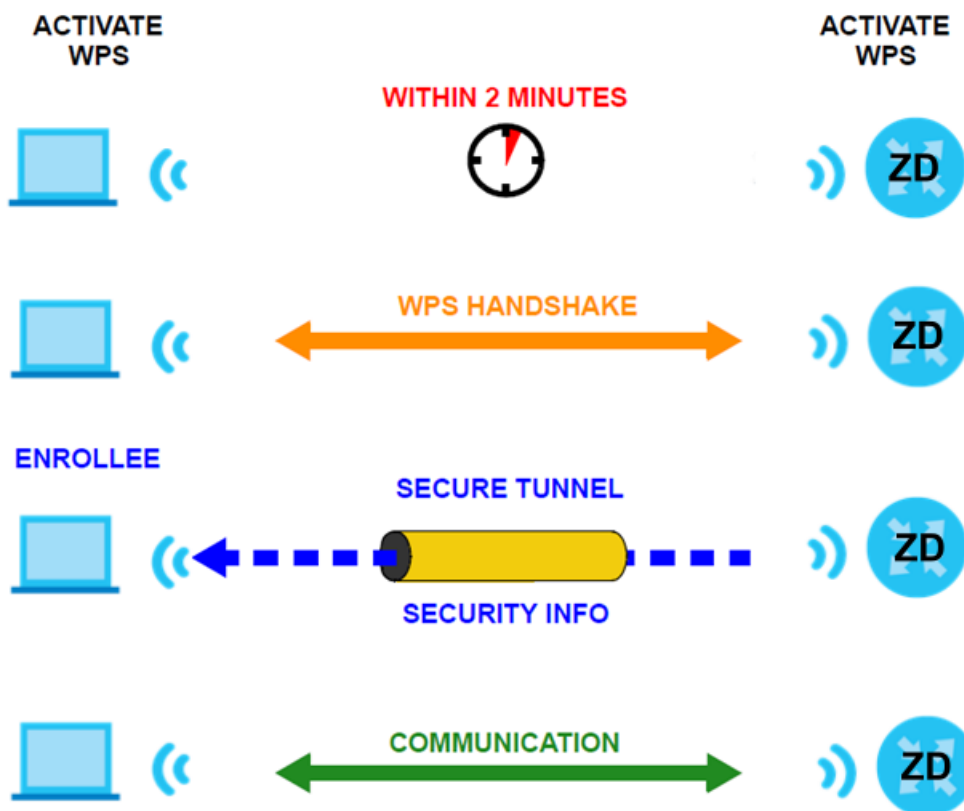 ACTIVATE
WPS
ACTIVATE
WPS
WITHIN 2 MINUTES
ZD
WPS HANDSHAKE
ZD
ENROLLEE
SECURE TUNNEL
ZD
SECURITY INFO
COMMUNICATION
ZD